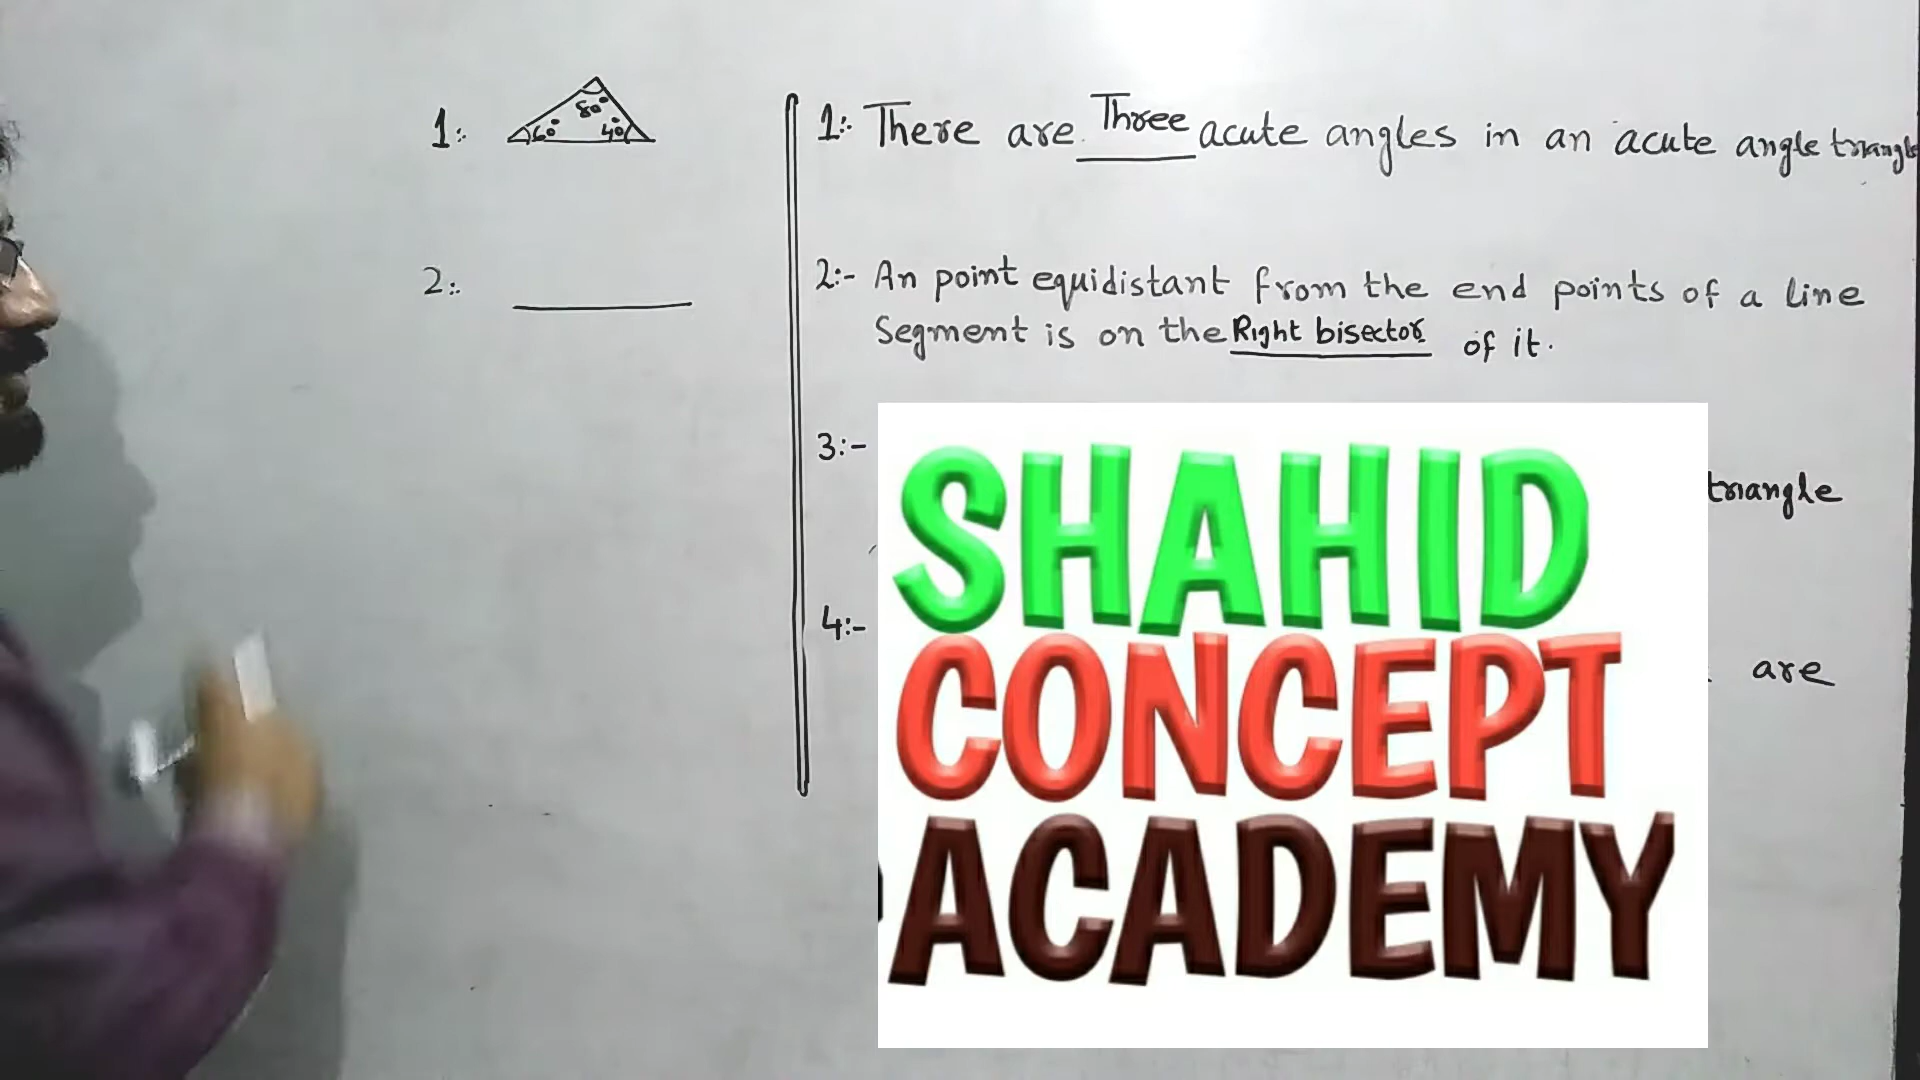 1:. 60° 80° 40°
2:.
1:. There are Three acute angles in an acute angle triangle
2:- An point equidistant from the end points of a line
Segment is on the Right bisector of it.
3:-
triangle
4:-
are
SHAHID
CONCEPT
ACADEMY